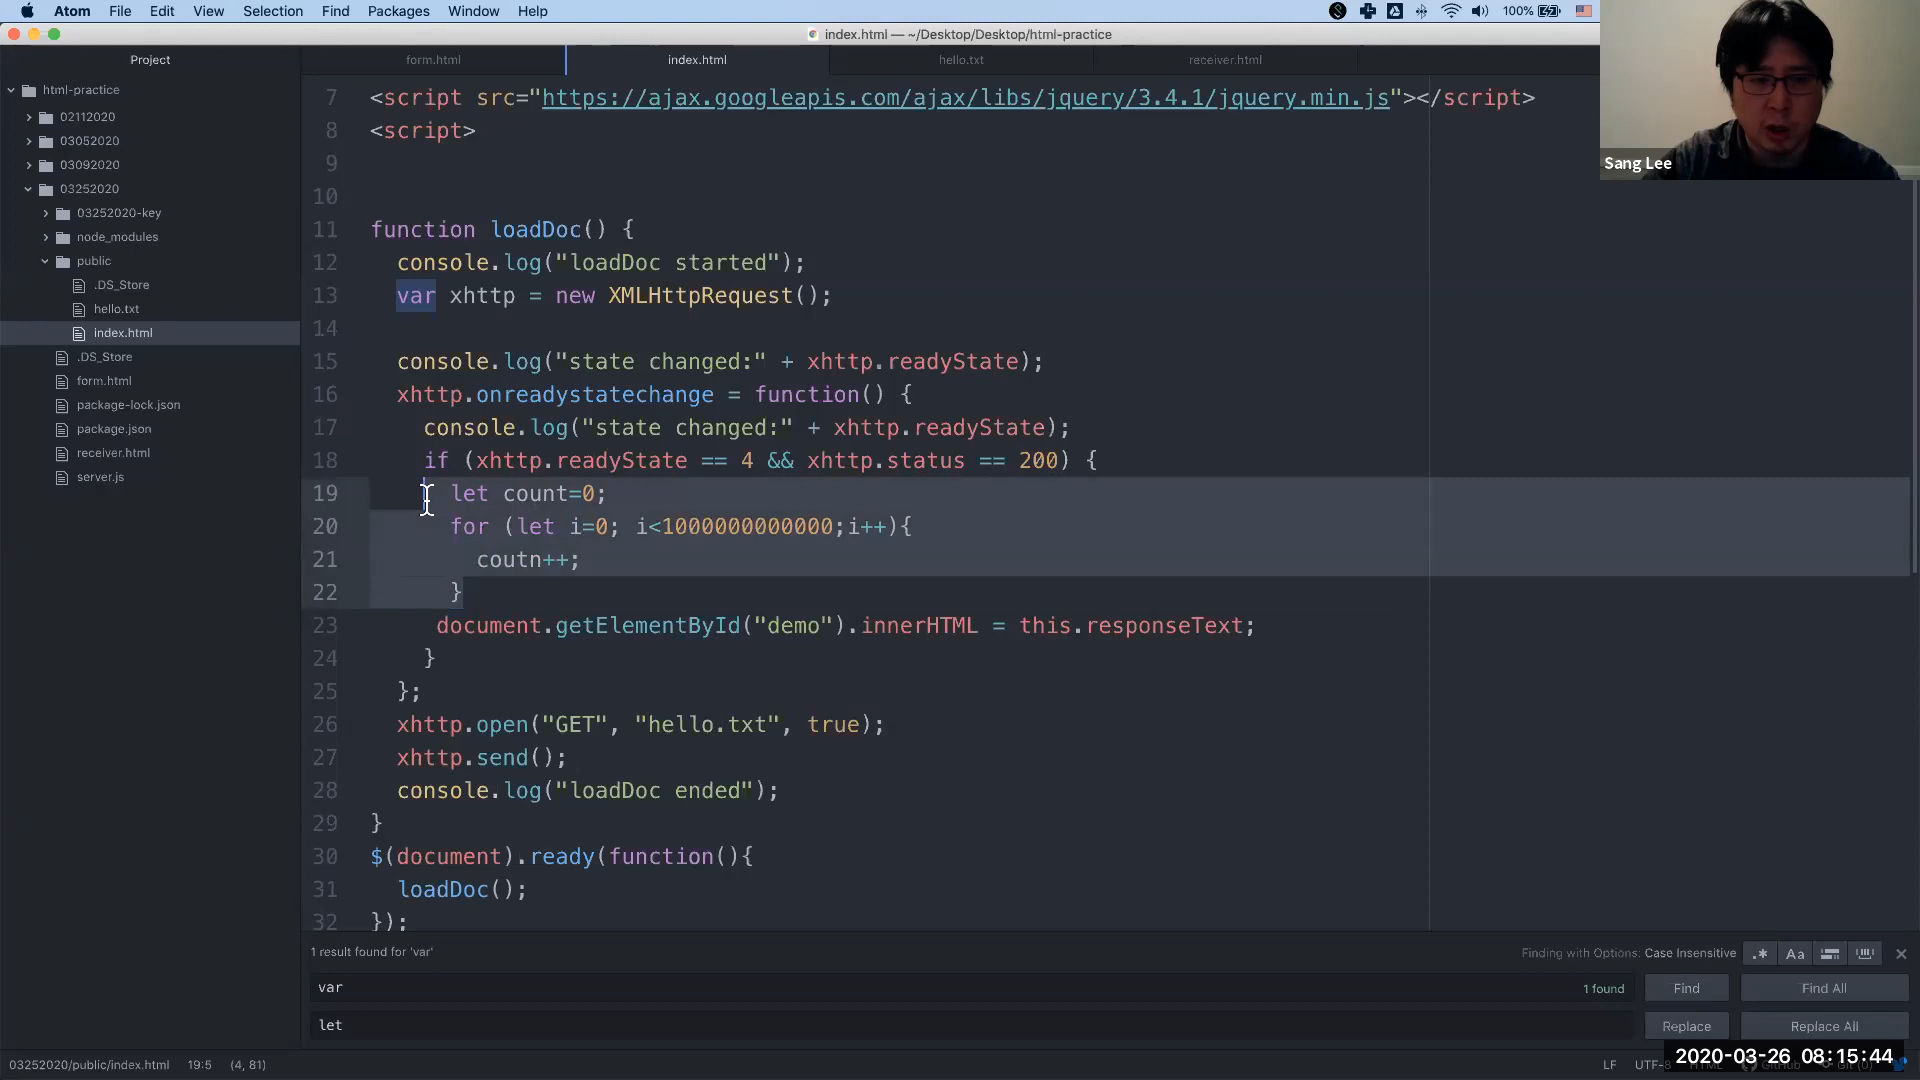 Atom File Edit View Selection Find Packages Window Help 100%
index.html — ~/Desktop/Desktop/html-practice
Project
form.html index.html hello.txt receiver.html
html-practice
02112020
03052020
03092020
03252020
03252020-key
node_modules
public
.DS_Store
hello.txt
index.html
.DS_Store
form.html
package-lock.json
package.json
receiver.html
server.js
7 <script src="https://ajax.googleapis.com/ajax/libs/jquery/3.4.1/jquery.min.js"></script>
8 <script>
9
10
11 function loadDoc() {
12 console.log("loadDoc started");
13 var xhttp = new XMLHttpRequest();
14
15 console.log("state changed:" + xhttp.readyState);
16 xhttp.onreadystatechange = function() {
17 console.log("state changed:" + xhttp.readyState);
18 if (xhttp.readyState == 4 && xhttp.status == 200) {
19 let count=0;
20 for (let i=0; i<1000000000000;i++){
21 coutn++;
22 }
23 document.getElementById("demo").innerHTML = this.responseText;
24 }
25 };
26 xhttp.open("GET", "hello.txt", true);
27 xhttp.send();
28 console.log("loadDoc ended");
29 }
30 $(document).ready(function(){
31 loadDoc();
32 });
Sang Lee
1 result found for 'var'
Finding with Options: Case Insensitive .* Aa
var 1 found Find Find All
let Replace Replace All
03252020/public/index.html 19:5 (4, 81)
LF UTF-8 HTML GitHub Git (0)
2020-03-26 08:15:44